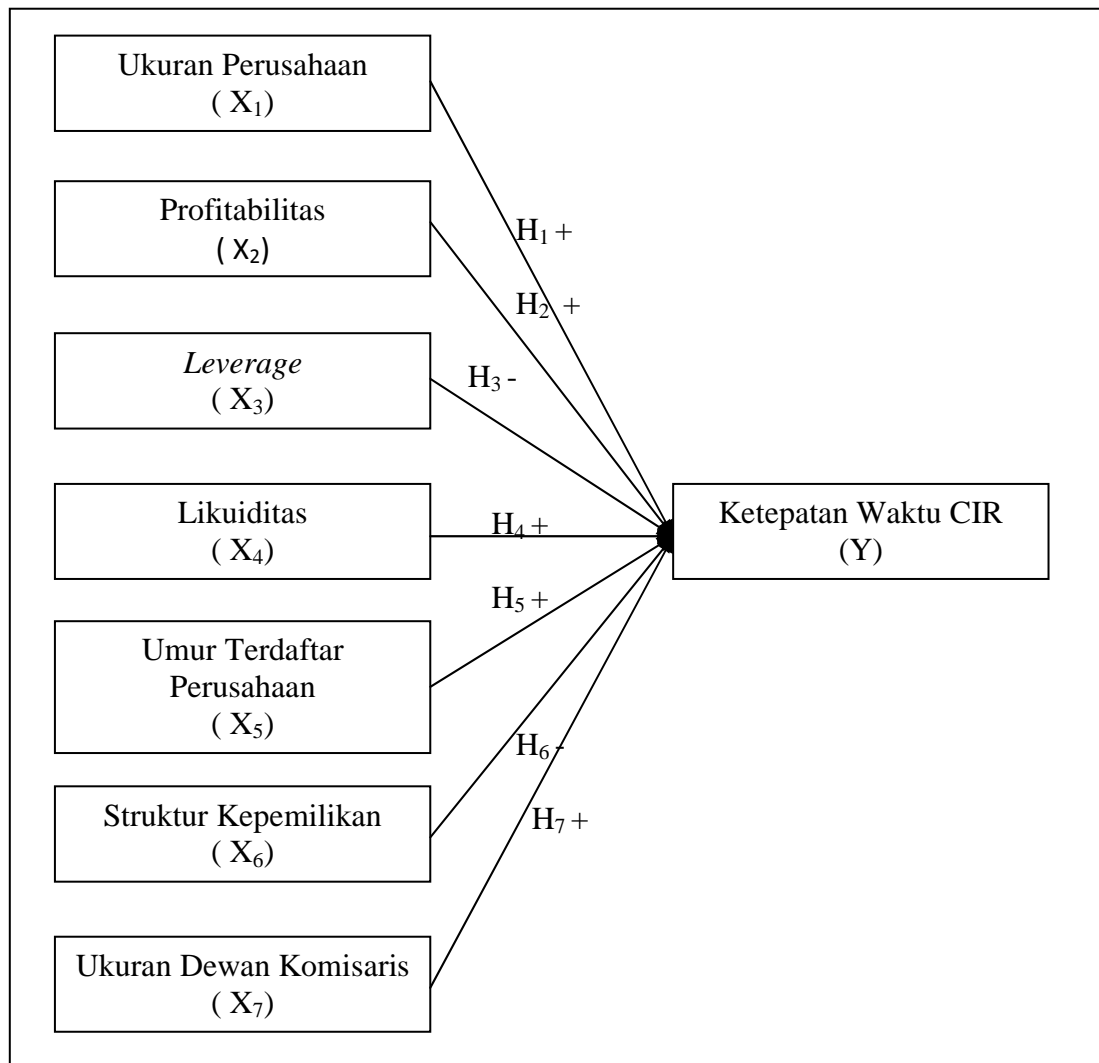 Ukuran Perusahaan
( X₁)
Profitabilitas
( X₂)
H₁ +
H₂ +
Leverage
( X₃)
H₃ -
Likuiditas
( X₄)
H₄ +
Ketepatan Waktu CIR
(Y)
H₅ +
Umur Terdaftar
Perusahaan
( X₅)
H₆ -
Struktur Kepemilikan
( X₆)
H₇ +
Ukuran Dewan Komisaris
( X₇)